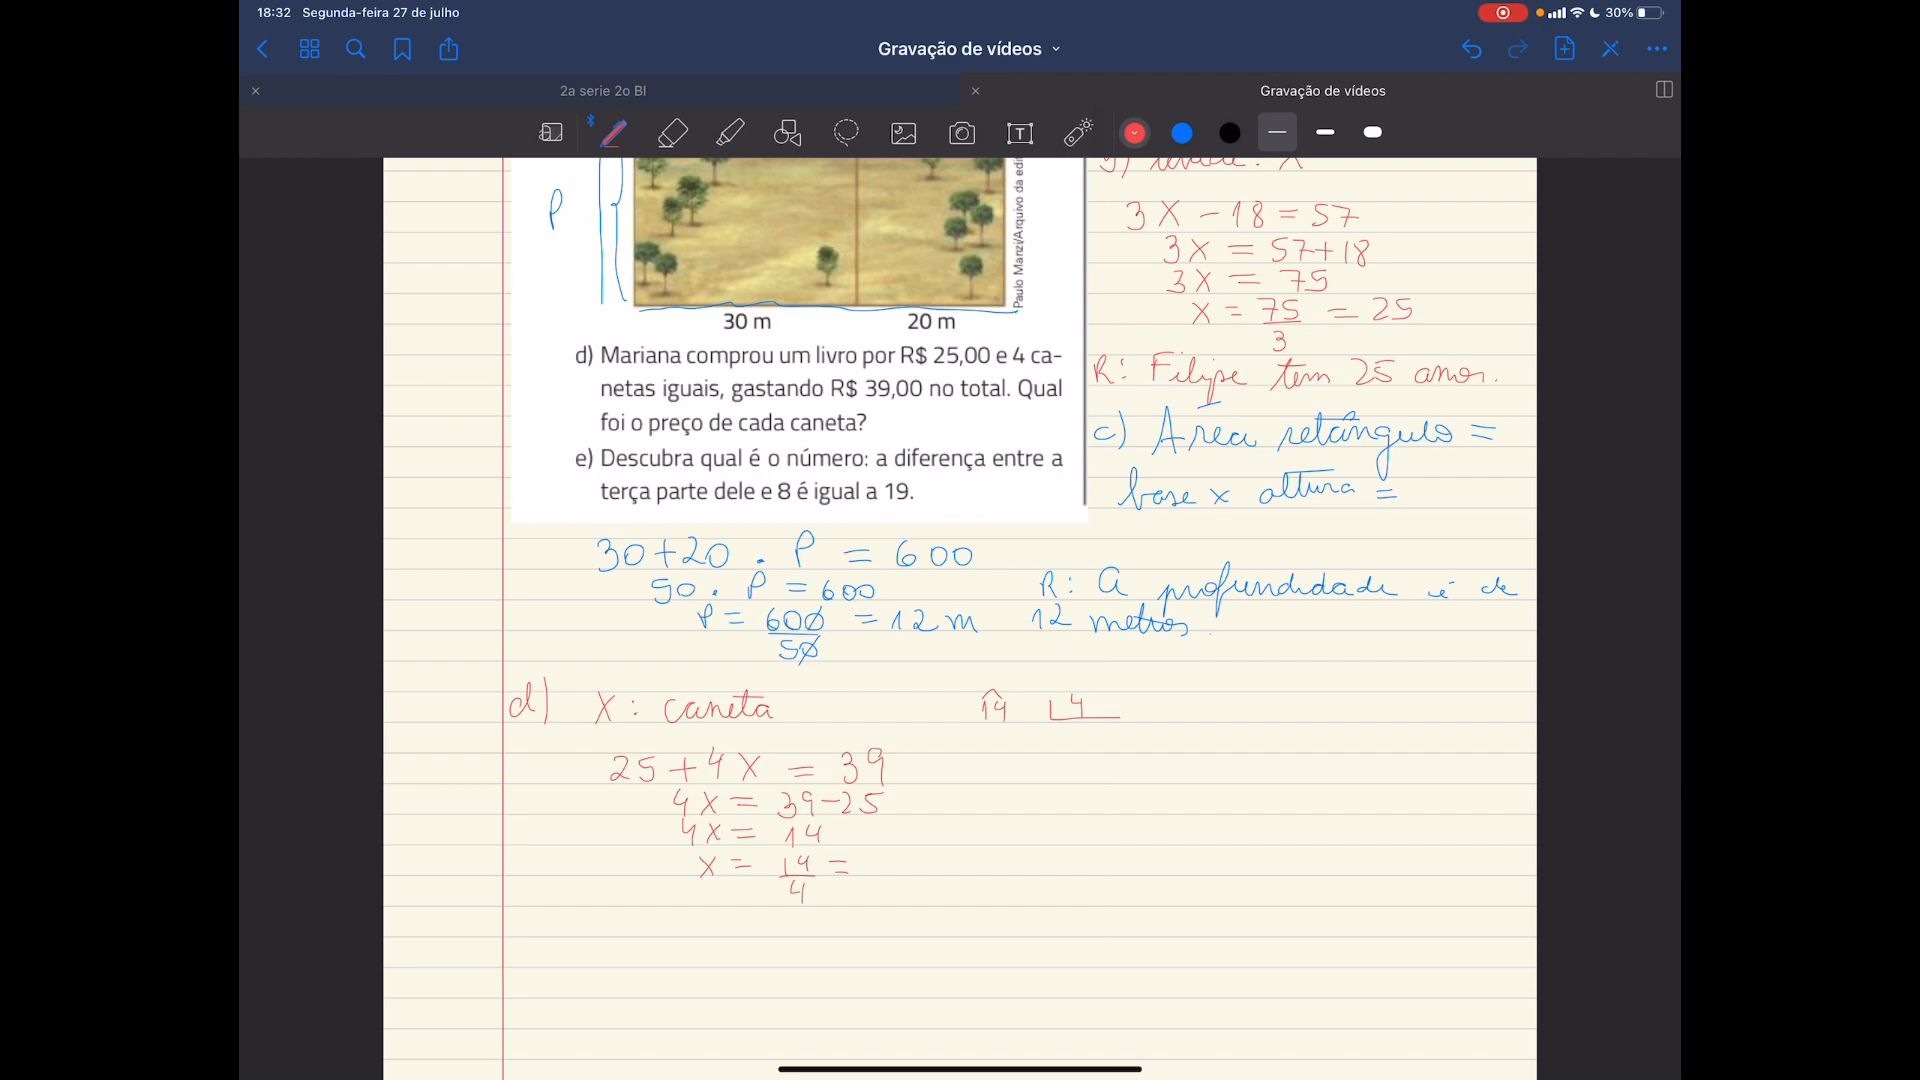 18:32 Segunda-feira 27 de julho
30%
Gravação de vídeos
2a serie 2o BI
Gravação de vídeos
T
P
Paulo Manzi/Arquivo da
30 m 20 m
d) Mariana comprou um livro por R$ 25,00 e 4 ca-
netas iguais, gastando R$ 39,00 no total. Qual
foi o preço de cada caneta?
e) Descubra qual é o número: a diferença entre a
terça parte dele e 8 é igual a 19.
3X - 18 = 57
3X = 57+18
3X = 75
X = 75/3 = 25
R: Filipe tem 25 anos.
c) Área retângulo =
base x altura =
30+20 . P = 600
50 . P = 600
P = 600/50 = 12 m
R: A profundidade é de
12 metros.
d) X : caneta
14 4
25 + 4X = 39
4X = 39-25
4X = 14
X = 14/4 =